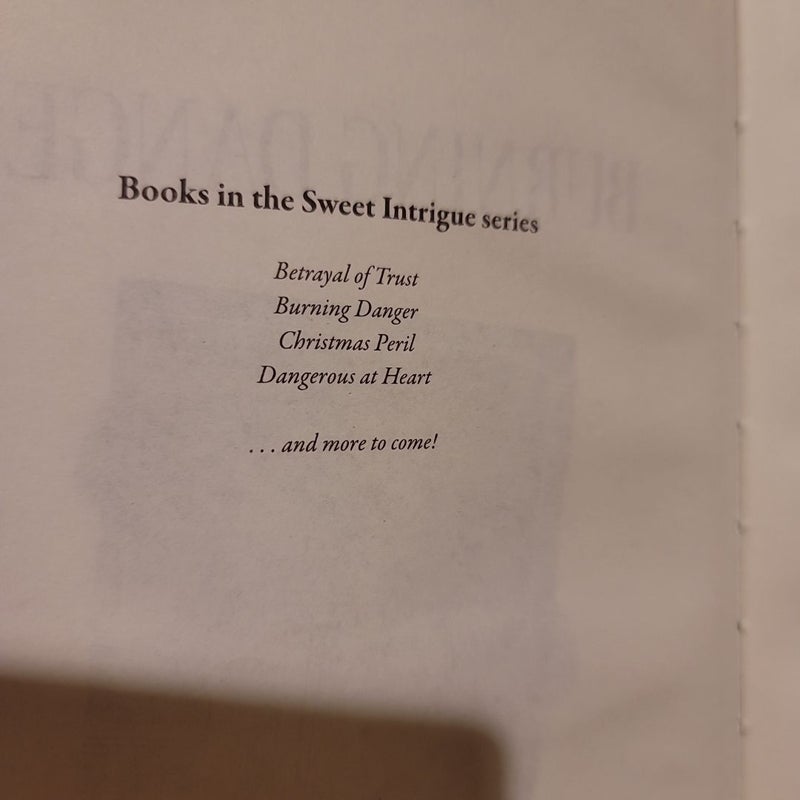 Books in the Sweet Intrigue series
Betrayal of Trust
Burning Danger
Christmas Peril
Dangerous at Heart
. . . and more to come!